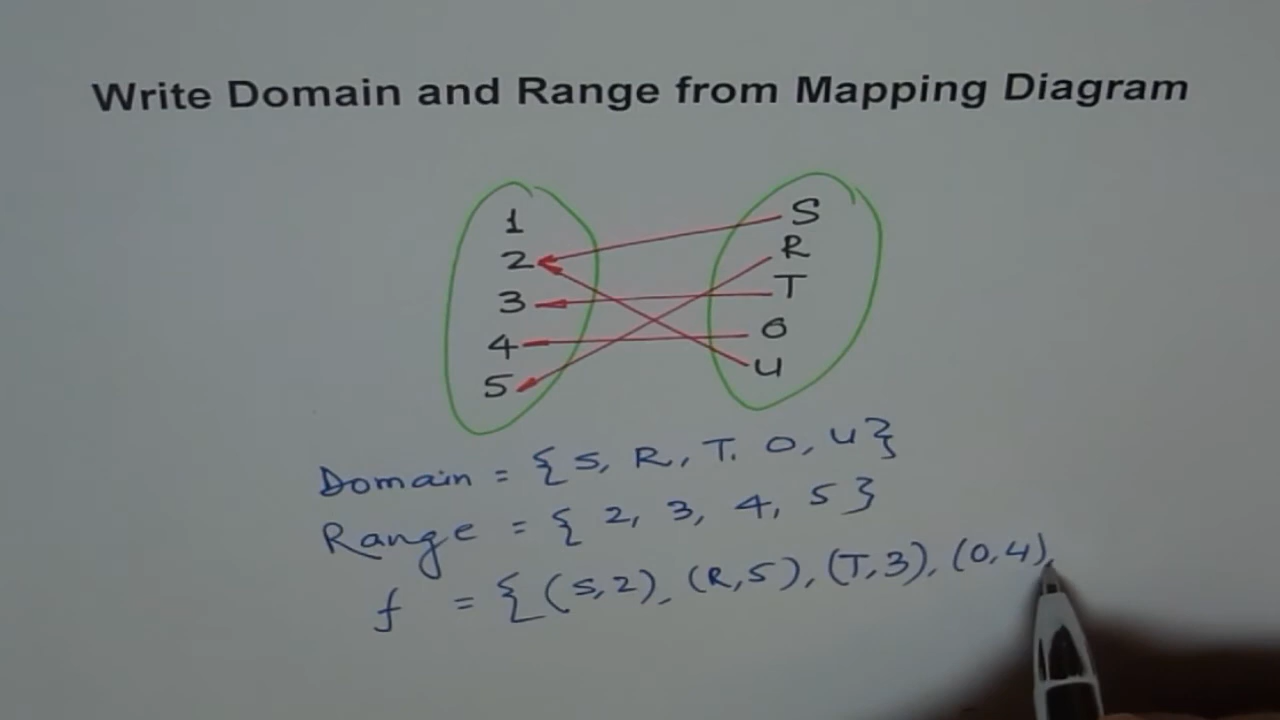 Write Domain and Range from Mapping Diagram
1 S
2 R
3 T
4 O
5 U
Domain = {S, R, T. O, U}
Range = { 2, 3, 4, 5 }
f = {(S,2), (R,5), (T,3), (O,4),